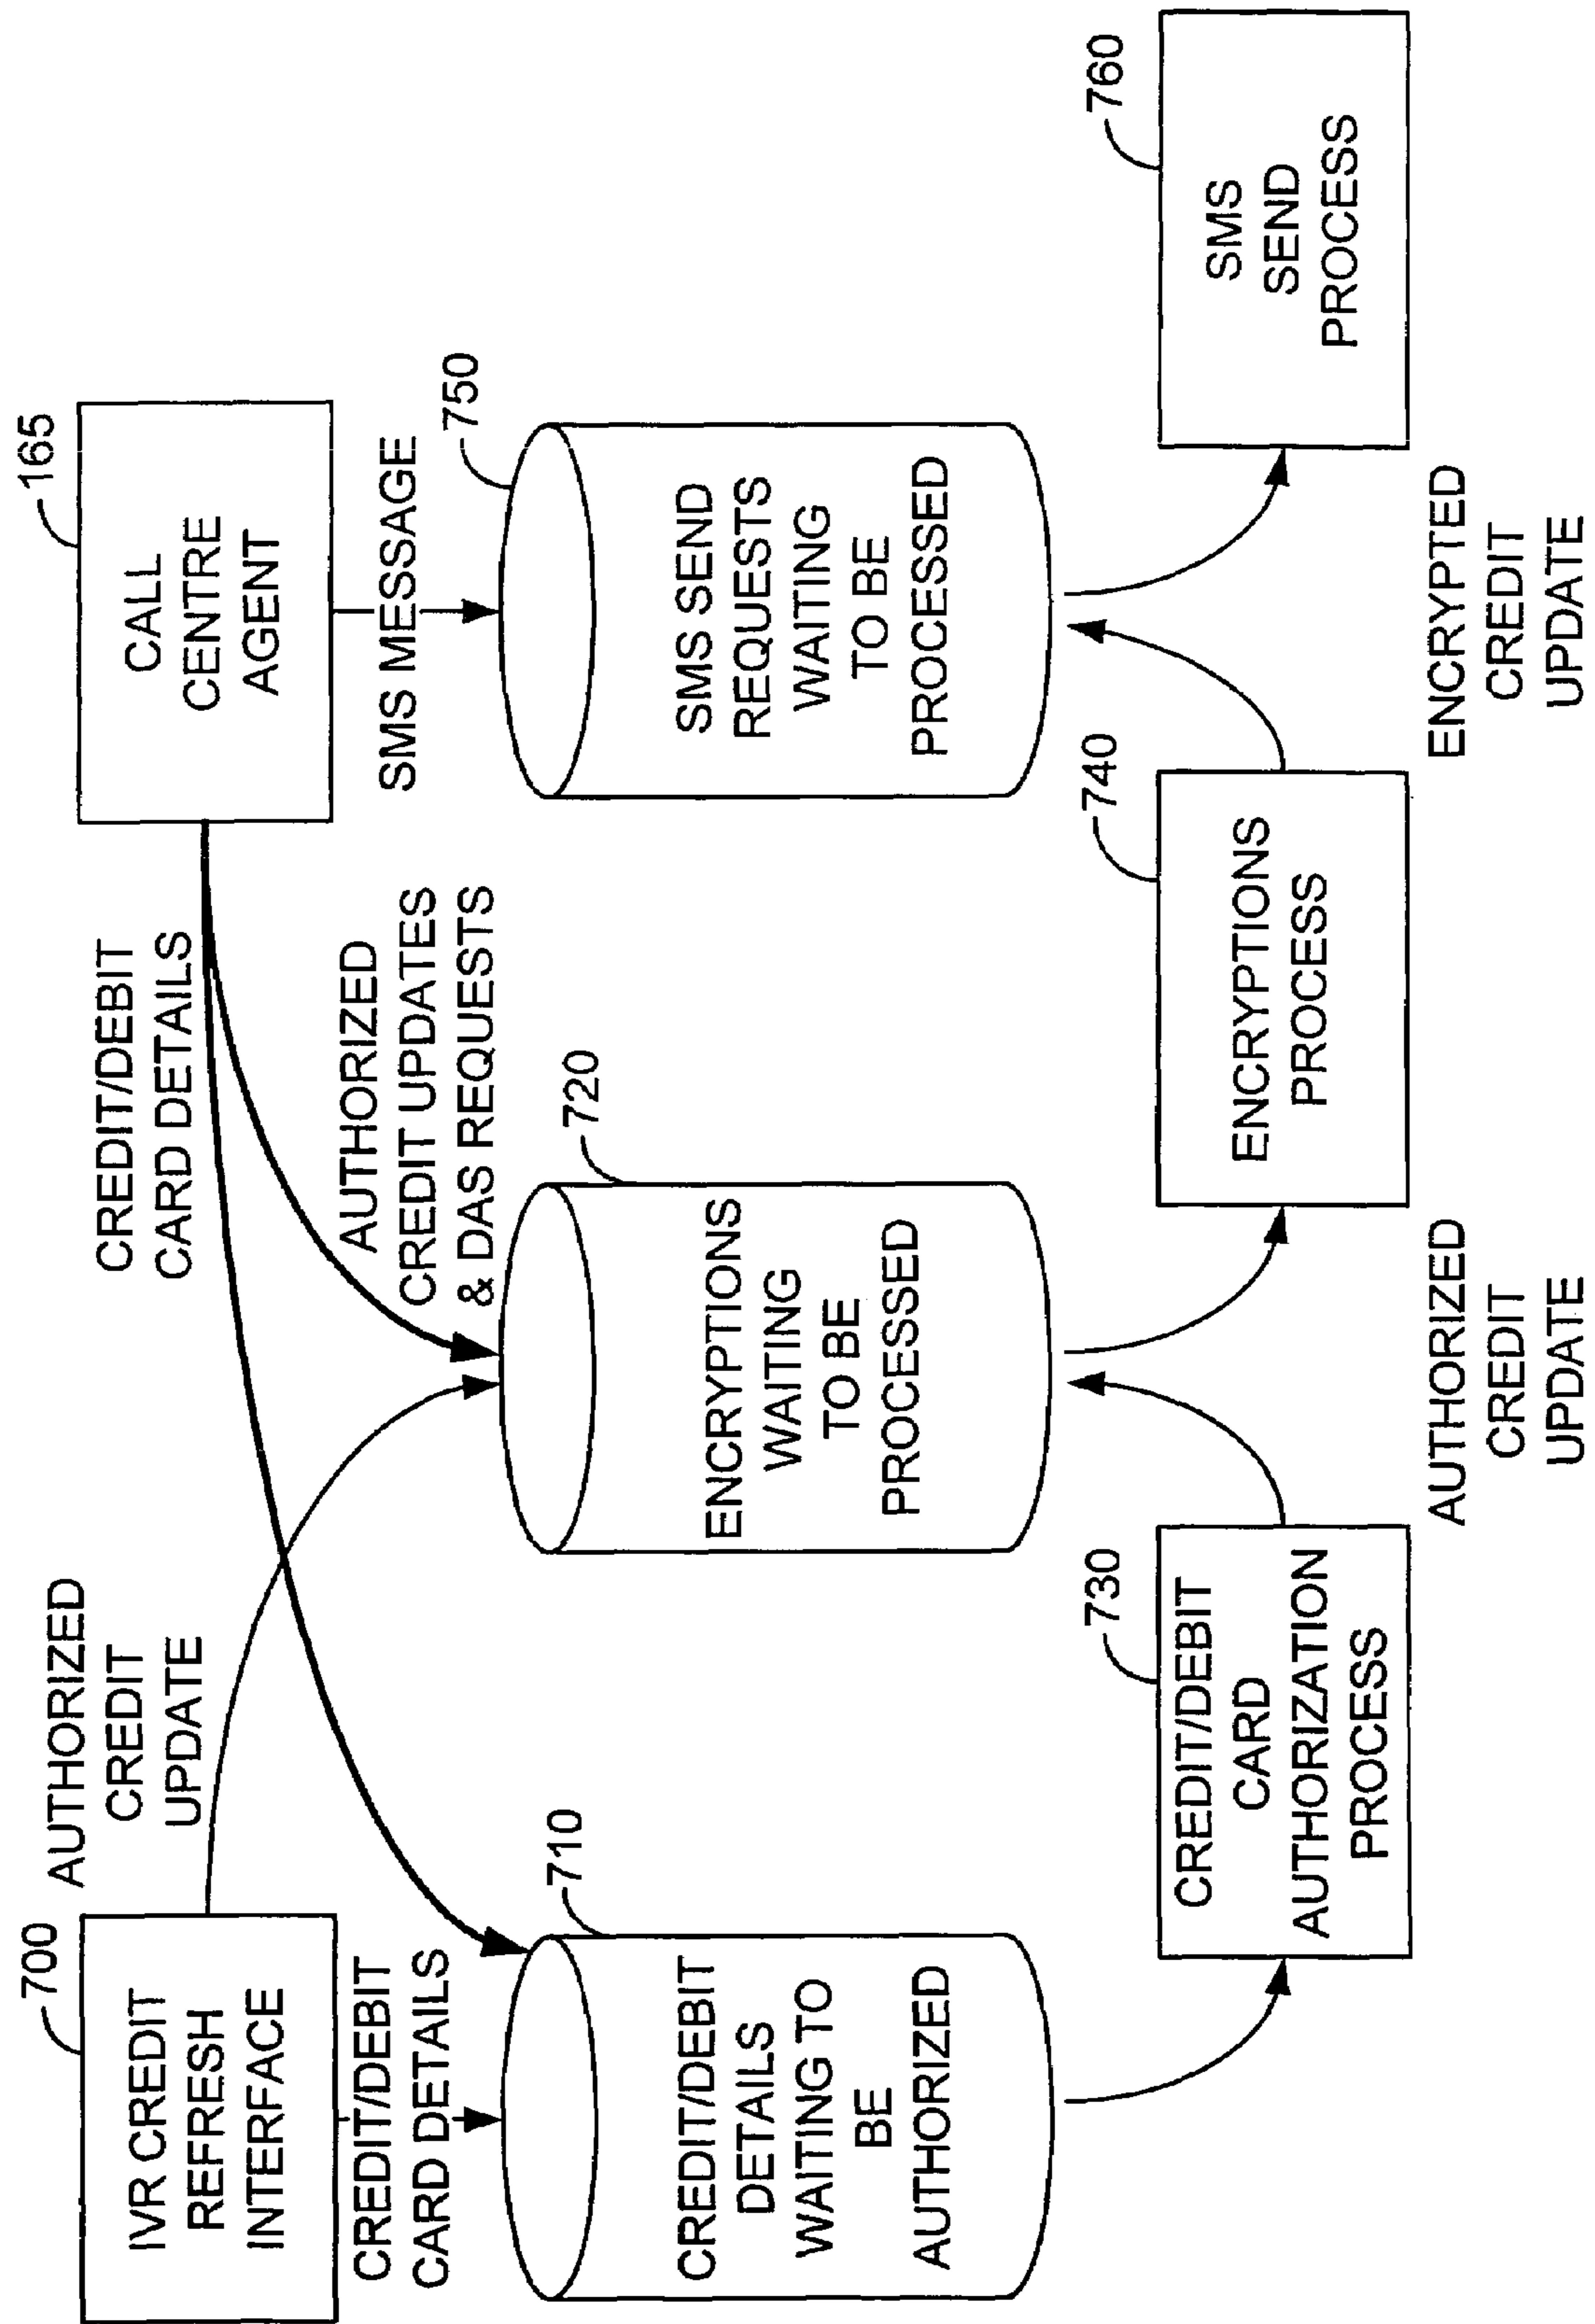 700
IVR CREDIT
REFRESH
INTERFACE
AUTHORIZED
CREDIT
UPDATE
CREDIT/DEBIT
CARD DETAILS
165
CALL
CENTRE
AGENT
CREDIT/DEBIT
CARD DETAILS
AUTHORIZED
CREDIT UPDATES
& DAS REQUESTS
SMS MESSAGE
710
CREDIT/DEBIT
DETAILS
WAITING TO
BE
AUTHORIZED
720
ENCRYPTIONS
WAITING
TO BE
PROCESSED
750
SMS SEND
REQUESTS
WAITING
TO BE
PROCESSED
730
CREDIT/DEBIT
CARD
AUTHORIZATION
PROCESS
740
ENCRYPTIONS
PROCESS
760
SMS
SEND
PROCESS
AUTHORIZED
CREDIT
UPDATE
ENCRYPTED
CREDIT
UPDATE